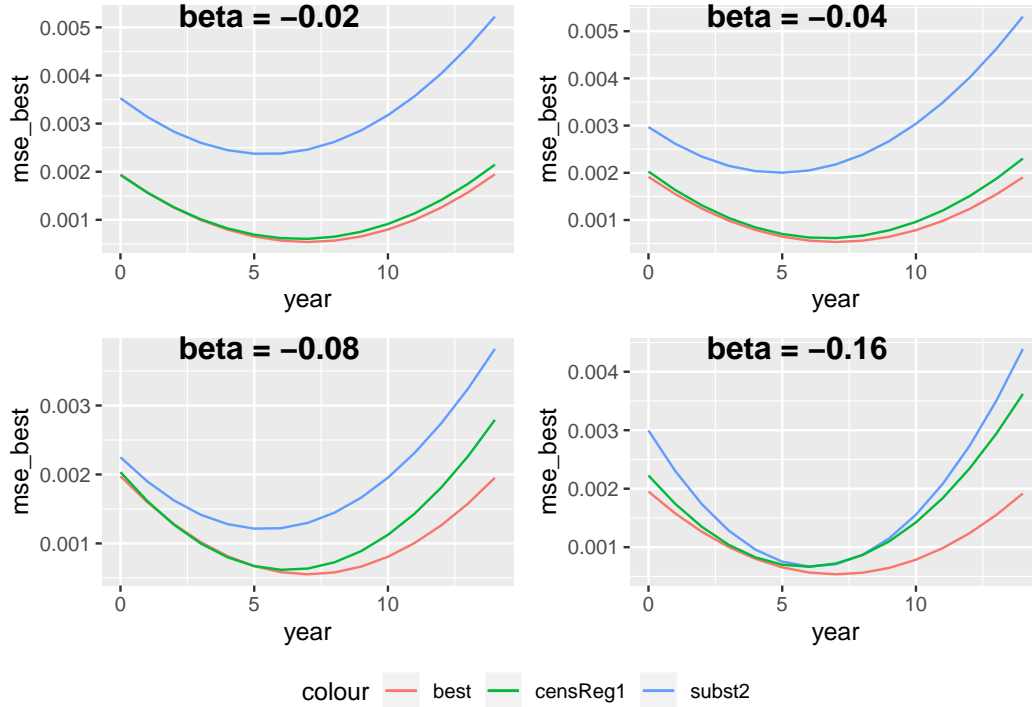 beta = −0.02
mse_best
0.005
0.004
0.003
0.002
0.001
0
5
10
year
beta = −0.04
mse_best
0.005
0.004
0.003
0.002
0.001
0
5
10
year
beta = −0.08
mse_best
0.003
0.002
0.001
0
5
10
year
beta = −0.16
mse_best
0.004
0.003
0.002
0.001
0
5
10
year
colour best censReg1 subst2